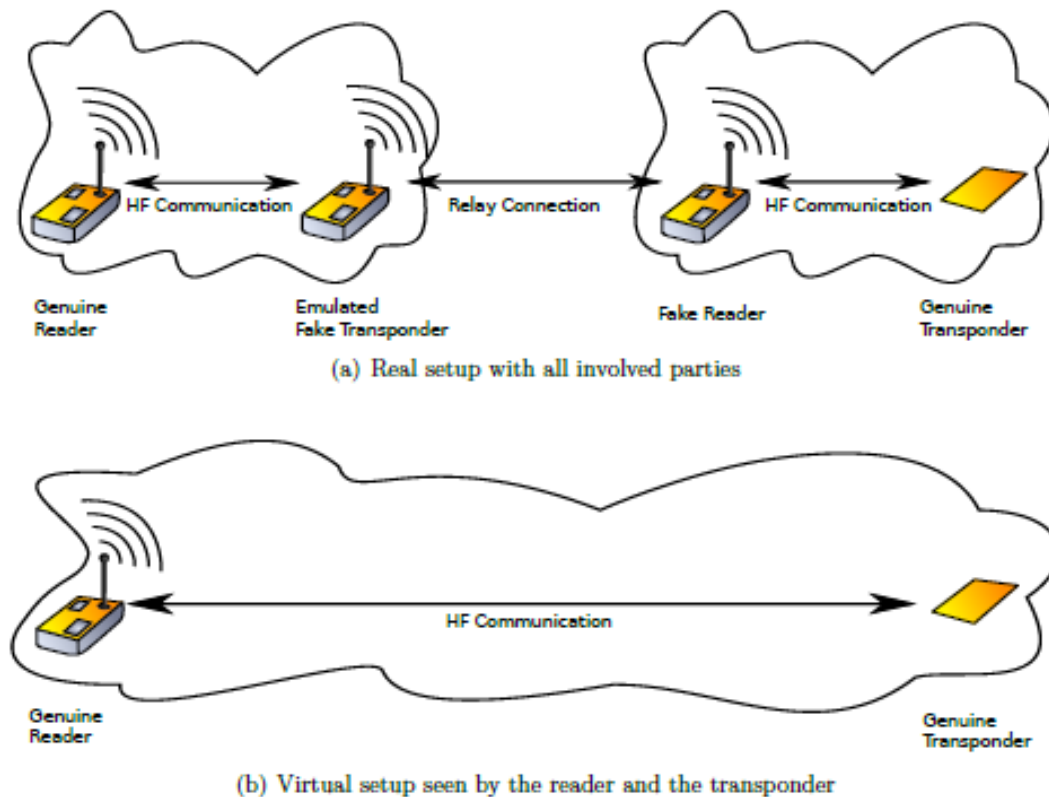 HF Communication
Relay Connection
HF Communication
Genuine
Reader
Emulated
Fake Transponder
Fake Reader
Genuine
Transponder
(a) Real setup with all involved parties
HF Communication
Genuine
Reader
Genuine
Transponder
(b) Virtual setup seen by the reader and the transponder